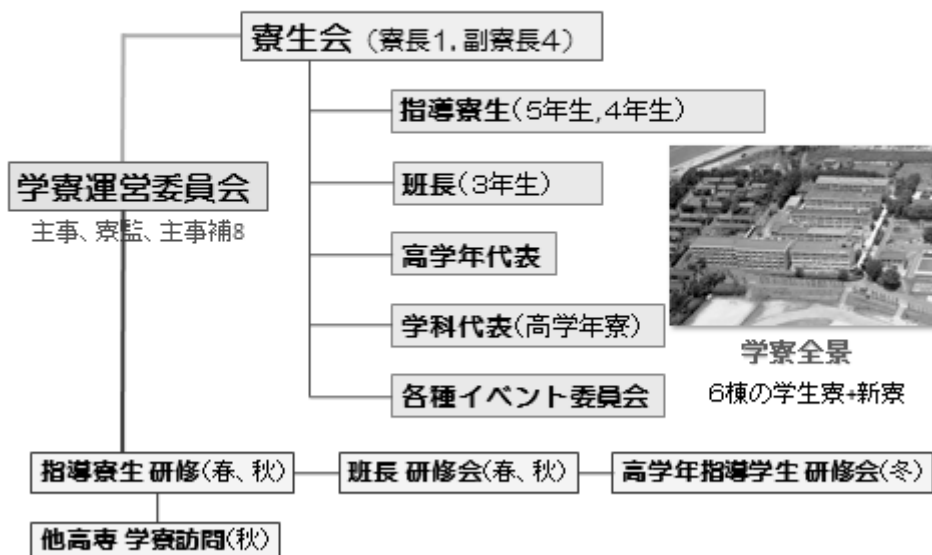 寮生会（寮長1，副寮長4）
指導寮生（5年生,4年生）
学寮運営委員会
主事、寮監、主事補8
班長（3年生）
高学年代表
学科代表(高学年寮)
各種イベント委員会
学寮全景
6棟の学生寮+新寮
指導寮生 研修(春、秋)
班長 研修会(春、秋)
高学年指導学生 研修会(冬)
他高専 学寮訪問(秋)